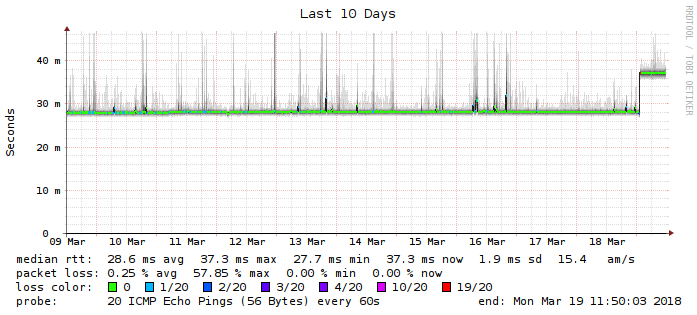 Last 10 Days
RRDTOOL / TOBI OETIKER
Seconds
40 m
30 m
20 m
10 m
0
09 Mar 10 Mar 11 Mar 12 Mar 13 Mar 14 Mar 15 Mar 16 Mar 17 Mar 18 Mar
median rtt: 28.6 ms avg 37.3 ms max 27.7 ms min 37.3 ms now 1.9 ms sd 15.4 am/s
packet loss: 0.25 % avg 57.85 % max 0.00 % min 0.00 % now
loss color: 0 1/20 2/20 3/20 4/20 10/20 19/20
probe: 20 ICMP Echo Pings (56 Bytes) every 60s end: Mon Mar 19 11:50:03 2018